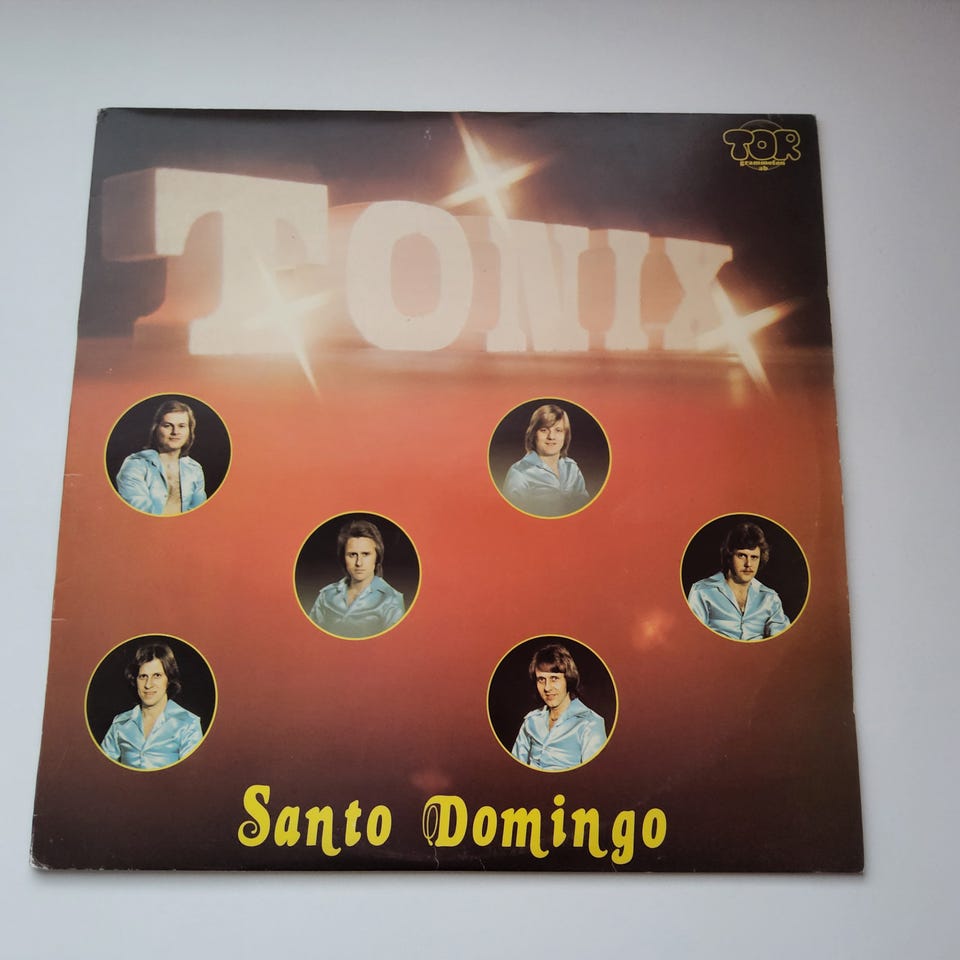 TOR
grammofon
ab
TONIX
Santo Domingo